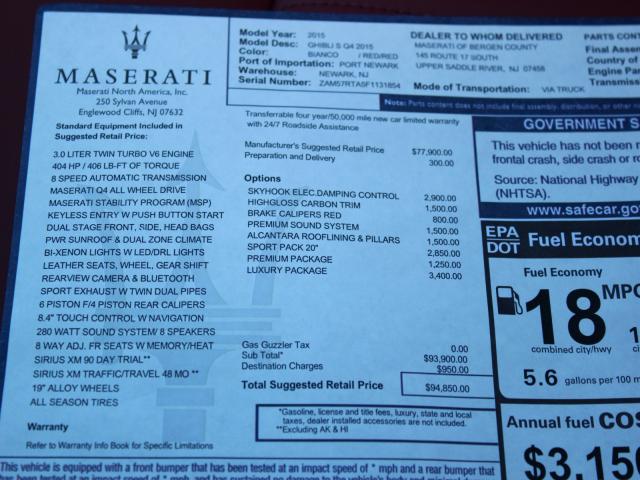 MASERATI
Maserati North America, Inc.
250 Sylvan Avenue
Englewood Cliffs, NJ 07632
Standard Equipment Included in
Suggested Retail Price:
3.0 LITER TWIN TURBO V6 ENGINE
404 HP / 406 LB-FT OF TORQUE
8 SPEED AUTOMATIC TRANSMISSION
MASERATI Q4 ALL WHEEL DRIVE
MASERATI STABILITY PROGRAM (MSP)
KEYLESS ENTRY W PUSH BUTTON START
DUAL STAGE FRONT, SIDE, HEAD BAGS
PWR SUNROOF & DUAL ZONE CLIMATE
BI-XENON LIGHTS W LED/DRL LIGHTS
LEATHER SEATS, WHEEL, GEAR SHIFT
REARVIEW CAMERA & BLUETOOTH
SPORT EXHAUST W TWIN DUAL PIPES
6 PISTON F/4 PISTON REAR CALIPERS
8.4" TOUCH CONTROL W NAVIGATION
280 WATT SOUND SYSTEM/ 8 SPEAKERS
8 WAY ADJ. FR SEATS W MEMORY/HEAT
SIRIUS XM 90 DAY TRIAL**
SIRIUS XM TRAFFIC/TRAVEL 48 MO **
19" ALLOY WHEELS
ALL SEASON TIRES
Warranty
Refer to Warranty Info Book for Specific Limitations
Model Year: 2015
Model Desc: GHIBLI S Q4 2015
Color: BIANCO / RED/RED
Port of Importation: PORT NEWARK
Warehouse: NEWARK, NJ
Serial Number: ZAM57RTA5F1131854
DEALER TO WHOM DELIVERED
MASERATI OF BERGEN COUNTY
145 ROUTE 17 SOUTH
UPPER SADDLE RIVER, NJ 07458
Mode of Transportation: VIA TRUCK
PARTS CONT
Final Assem
Country of
Engine Par
Transmiss
Note: Parts content does not include final assembly, distribution, or other
Transferable four year/50,000 mile new car limited warranty
with 24/7 Roadside Assistance
Manufacturer's Suggested Retail Price $77,900.00
Preparation and Delivery 300.00
Options
SKYHOOK ELEC.DAMPING CONTROL 2,900.00
HIGHGLOSS CARBON TRIM 1,500.00
BRAKE CALIPERS RED 800.00
PREMIUM SOUND SYSTEM 1,500.00
ALCANTARA ROOFLINING & PILLARS 1,500.00
SPORT PACK 20" 2,850.00
PREMIUM PACKAGE 1,250.00
LUXURY PACKAGE 3,400.00
Gas Guzzler Tax 0.00
Sub Total* $93,900.00
Destination Charges $950.00
Total Suggested Retail Price $94,850.00
*Gasoline, license and title fees, luxury, state and local
taxes, dealer installed accessories are not included.
**Excluding AK & HI
GOVERNMENT S
This vehicle has not been r
frontal crash, side crash or ro
Source: National Highway
(NHTSA).
www.safecar.gov
EPA
DOT Fuel Econom
Fuel Economy
18 MPG
combined city/hwy
5.6 gallons per 100 m
Annual fuel COS
$3,150
This vehicle is equipped with a front bumper that has been tested at an impact speed of * mph and a rear bumper that